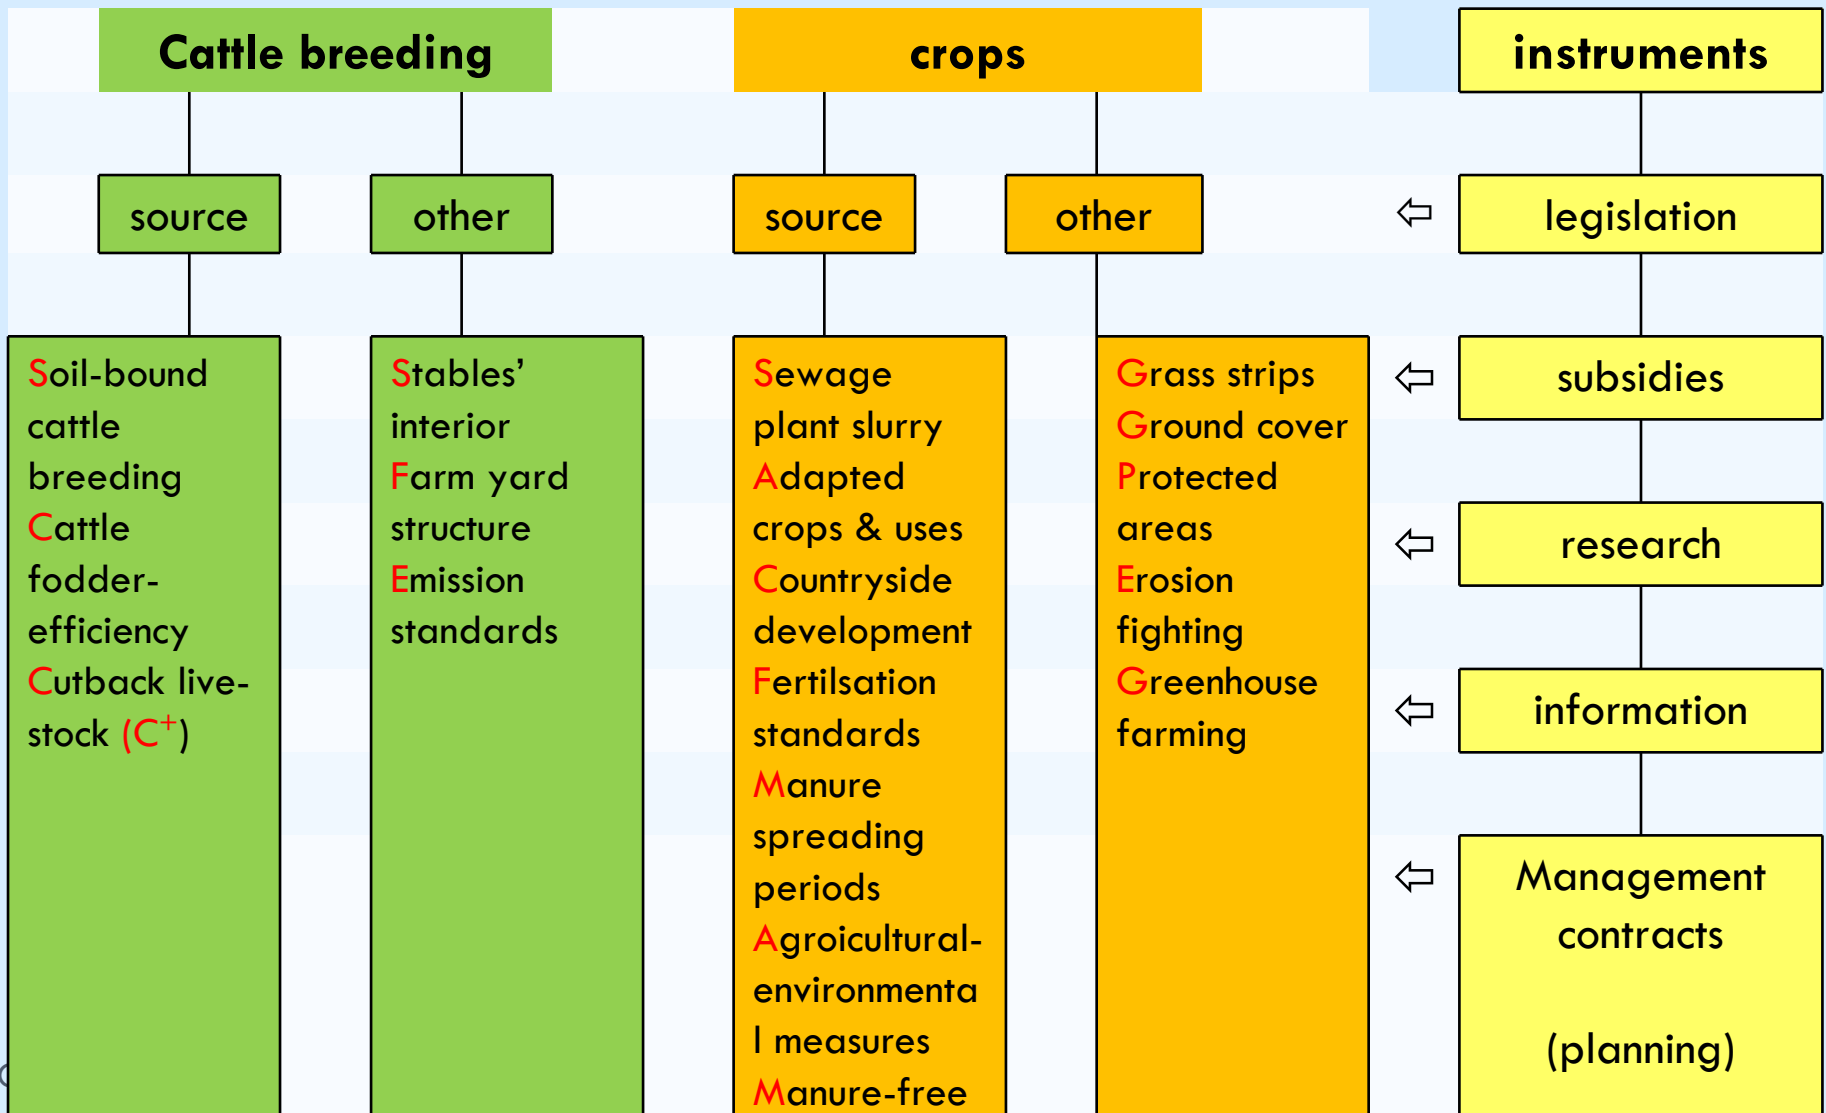 Cattle breeding
crops
instruments
source
other
source
other
legislation
Soil-bound
cattle
breeding
Cattle
fodder-
efficiency
Cutback live-
stock (C⁺)
Stables’
interior
Farm yard
structure
Emission
standards
Sewage
plant slurry
Adapted
crops & uses
Countryside
development
Fertilsation
standards
Manure
spreading
periods
Agroicultural-
environmenta
l measures
Manure-free
Grass strips
Ground cover
Protected
areas
Erosion
fighting
Greenhouse
farming
subsidies
research
information
Management
contracts
(planning)